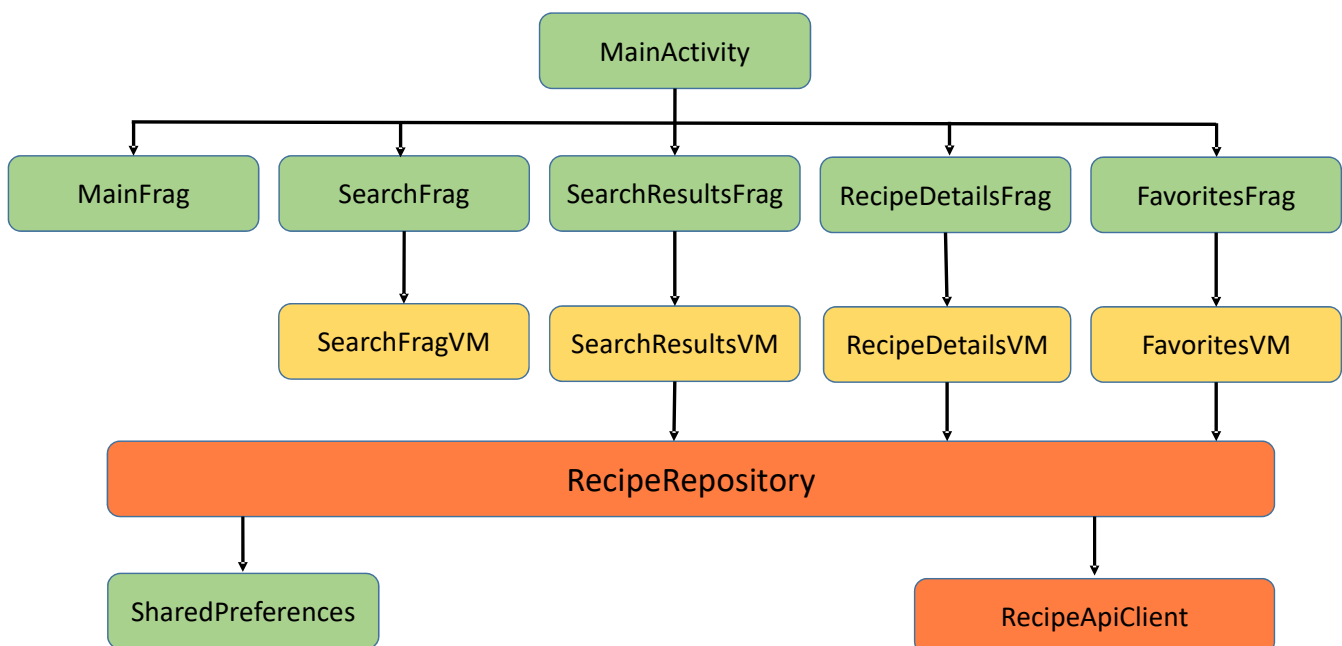 MainActivity
MainFrag
SearchFrag
SearchResultsFrag
RecipeDetailsFrag
FavoritesFrag
SearchFragVM
SearchResultsVM
RecipeDetailsVM
FavoritesVM
RecipeRepository
SharedPreferences
RecipeApiClient